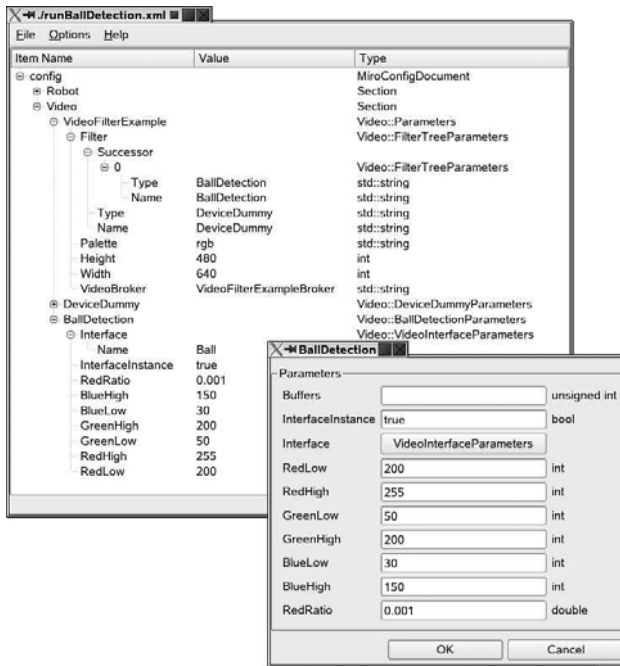 ./runBallDetection.xml
File Options Help
Item Name Value Type
config MiroConfigDocument
Robot Section
Video Section
VideoFilterExample Video::Parameters
Filter Video::FilterTreeParameters
Successor
0 Video::FilterTreeParameters
Type BallDetection std::string
Name BallDetection std::string
Type DeviceDummy std::string
Name DeviceDummy std::string
Palette rgb std::string
Height 480 int
Width 640 int
VideoBroker VideoFilterExampleBroker std::string
DeviceDummy Video::DeviceDummyParameters
BallDetection Video::BallDetectionParameters
Interface Video::VideoInterfaceParameters
Name Ball
InterfaceInstance true
RedRatio 0.001
BlueHigh 150
BlueLow 30
GreenHigh 200
GreenLow 50
RedHigh 255
RedLow 200
BallDetection
Parameters
Buffers unsigned int
InterfaceInstance true bool
Interface VideoInterfaceParameters
RedLow 200 int
RedHigh 255 int
GreenLow 50 int
GreenHigh 200 int
BlueLow 30 int
BlueHigh 150 int
RedRatio 0.001 double
OK Cancel